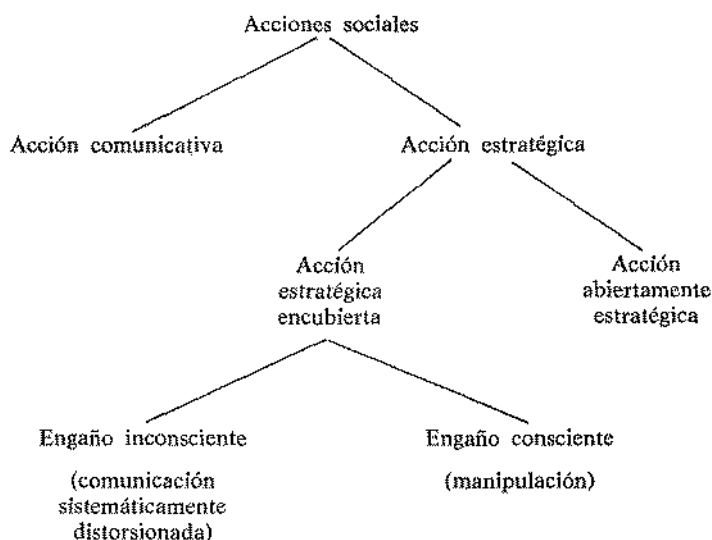 Acciones sociales
Acción comunicativa
Acción estratégica
Acción
estratégica
encubierta
Acción
abiertamente
estratégica
Engaño inconsciente
(comunicación
sistemáticamente
distorsionada)
Engaño consciente
(manipulación)